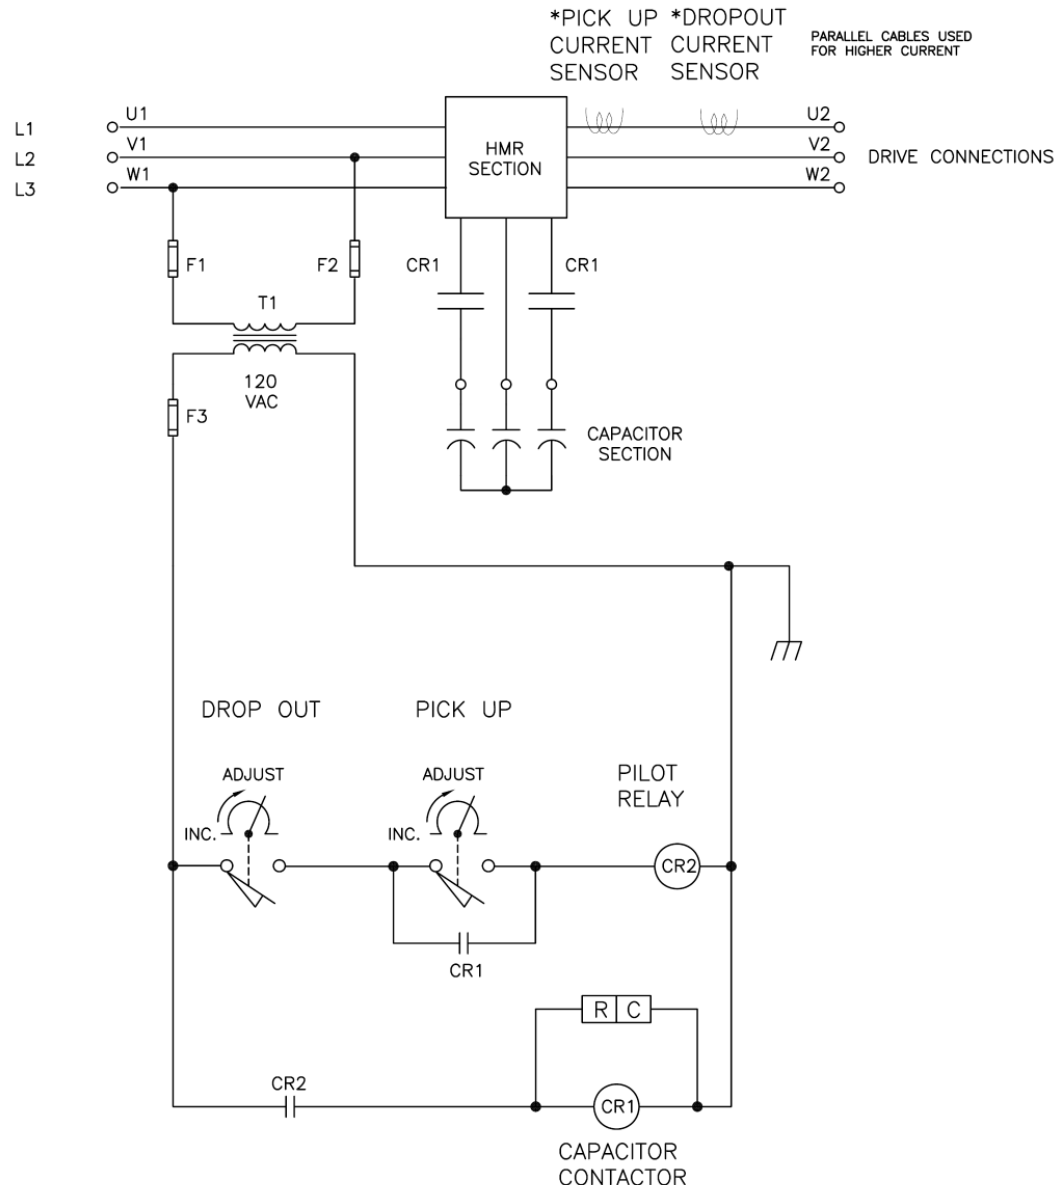 *PICK UP
CURRENT
SENSOR
*DROPOUT
CURRENT
SENSOR
PARALLEL CABLES USED
FOR HIGHER CURRENT
L1
U1
U2
L2
V1
V2
L3
W1
W2
HMR
SECTION
DRIVE CONNECTIONS
F1
F2
CR1
CR1
T1
120
VAC
F3
CAPACITOR
SECTION
DROP OUT
PICK UP
ADJUST
INC.
ADJUST
INC.
PILOT
RELAY
CR2
CR1
R C
CR2
CR1
CAPACITOR
CONTACTOR